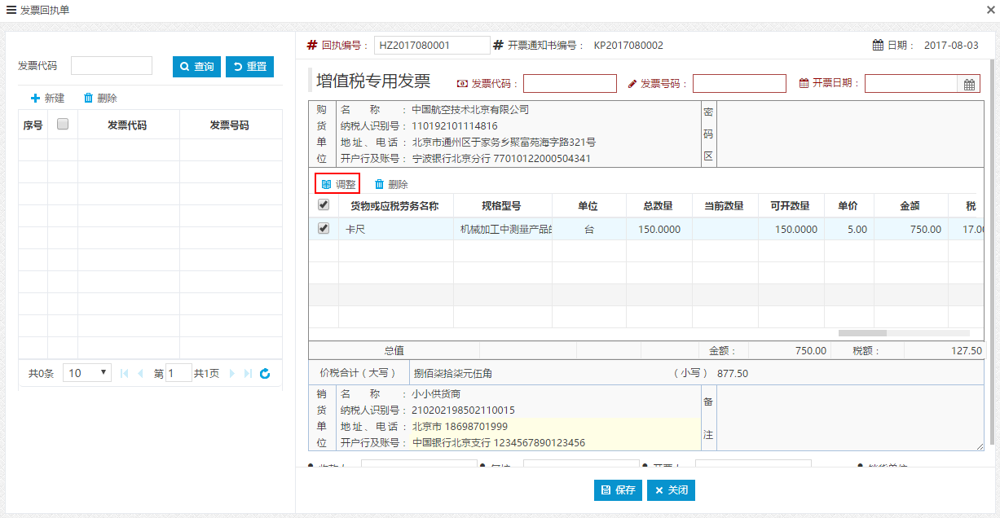 发票回执单
发票代码
查询 重置
新建 删除
序号 发票代码 发票号码
共0条 10 第 1 共1页
回执编号： HZ2017080001 开票通知书编号： KP2017080002 日期： 2017-08-03
增值税专用发票 发票代码： 发票号码： 开票日期：
购货单位
名 称 ：中国航空技术北京有限公司
纳税人识别号：110192101114816
地址、电话：北京市通州区于家务乡聚富苑海字路321号
开户行及账号：宁波银行北京分行 77010122000504341
密码区
调整 删除
货物或应税劳务名称 规格型号 单位 总数量 当前数量 可开数量 单价 金额 税
卡尺 机械加工中测量产品 台 150.0000 150.0000 5.00 750.00 17.00
总值 金额： 750.00 税额： 127.50
价税合计（大写） 捌佰柒拾柒元伍角 （小写） 877.50
销货单位
名 称 ：小小供货商
纳税人识别号：210202198502110015
地址、电话：北京市 18698701999
开户行及账号：中国银行北京支行 1234567890123456
备注
保存 关闭